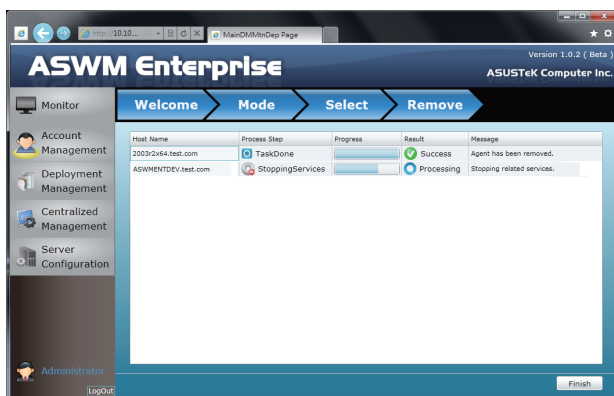 http://10.10...
MainDMMtnDep Page
Version 1.0.2 ( Beta )
ASWM Enterprise
ASUSTeK Computer Inc.
Monitor
Account Management
Deployment Management
Centralized Management
Server Configuration
Administrator
LogOut
Welcome Mode Select Remove
Host Name Process Step Progress Result Message
2003r2x64.test.com TaskDone Success Agent has been removed.
ASWMENTDEV.test.com StoppingServices Processing Stopping related services.
Finish